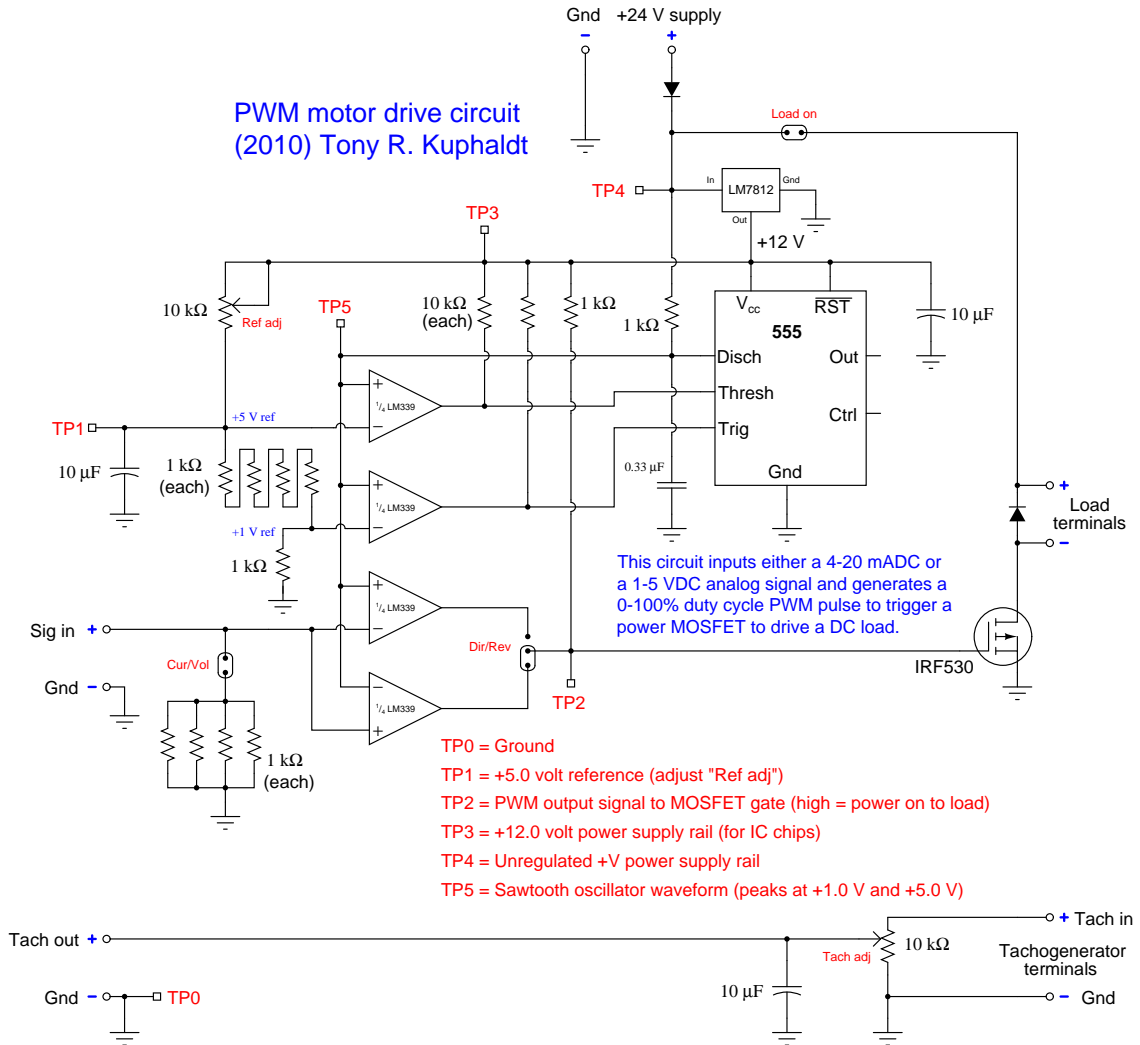 Gnd +24 V supply
- +
PWM motor drive circuit
(2010) Tony R. Kuphaldt
Load on
TP4
In LM7812 Gnd
Out
+12 V
TP3
10 kΩ
Ref adj
TP5
10 kΩ
(each)
1 kΩ
1 kΩ
Vcc RST
555
Disch Out
Thresh
Ctrl
Trig
Gnd
10 µF
+
1/4 LM339
-
+5 V ref
TP1
10 µF
1 kΩ
(each)
+
1/4 LM339
-
+1 V ref
1 kΩ
0.33 µF
+
Load
terminals
-
This circuit inputs either a 4-20 mADC or
a 1-5 VDC analog signal and generates a
0-100% duty cycle PWM pulse to trigger a
power MOSFET to drive a DC load.
+
1/4 LM339
-
Sig in +
Cur/Vol
Dir/Rev
IRF530
Gnd -
-
1/4 LM339
+
TP2
1 kΩ
(each)
TP0 = Ground
TP1 = +5.0 volt reference (adjust "Ref adj")
TP2 = PWM output signal to MOSFET gate (high = power on to load)
TP3 = +12.0 volt power supply rail (for IC chips)
TP4 = Unregulated +V power supply rail
TP5 = Sawtooth oscillator waveform (peaks at +1.0 V and +5.0 V)
+ Tach in
Tach out +
Tach adj
10 kΩ
Tachogenerator
terminals
10 µF
Gnd - TP0
- Gnd